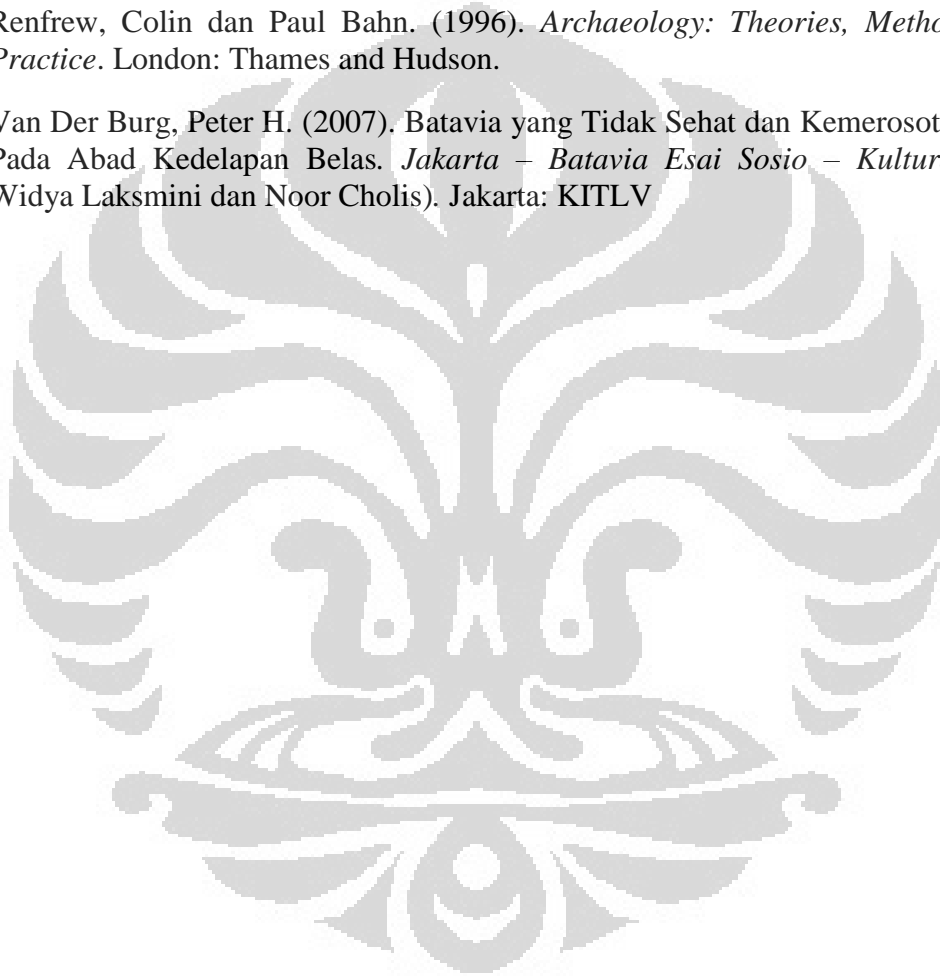 Renfrew, Colin dan Paul Bahn. (1996). Archaeology: Theories, Metho
Practice. London: Thames and Hudson.
Van Der Burg, Peter H. (2007). Batavia yang Tidak Sehat dan Kemerosot
Pada Abad Kedelapan Belas. Jakarta – Batavia Esai Sosio – Kultur
Widya Laksmini dan Noor Cholis). Jakarta: KITLV